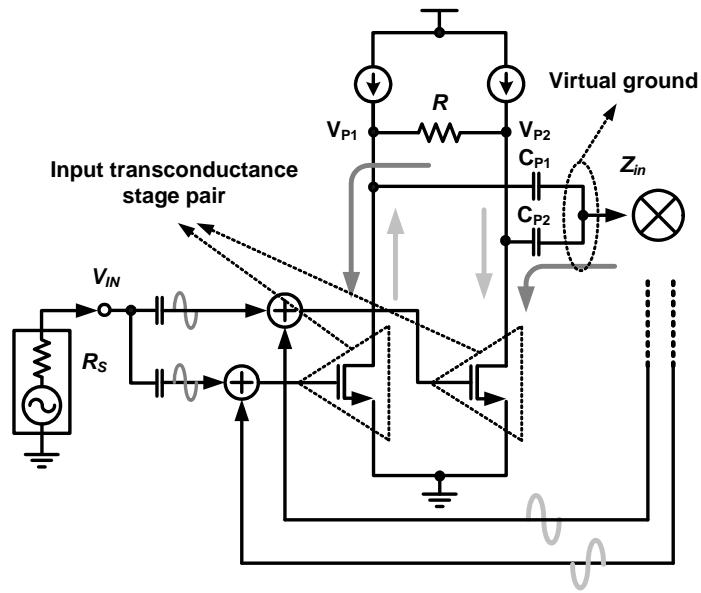 Virtual ground
R
V_P1
V_P2
C_P1
Z_in
Input transconductance
stage pair
C_P2
V_IN
R_S